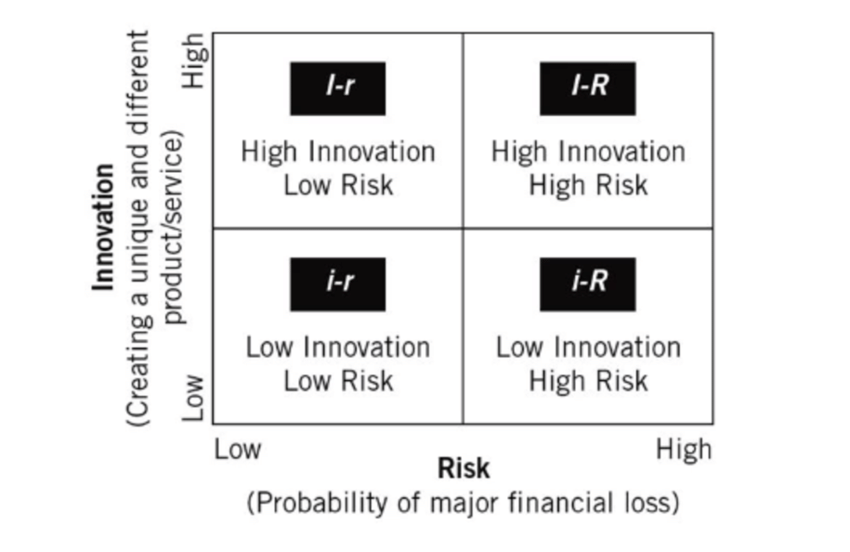 Innovation
(Creating a unique and different
product/service)
High
Low
I-r
High Innovation
Low Risk
I-R
High Innovation
High Risk
i-r
Low Innovation
Low Risk
i-R
Low Innovation
High Risk
Low
High
Risk
(Probability of major financial loss)